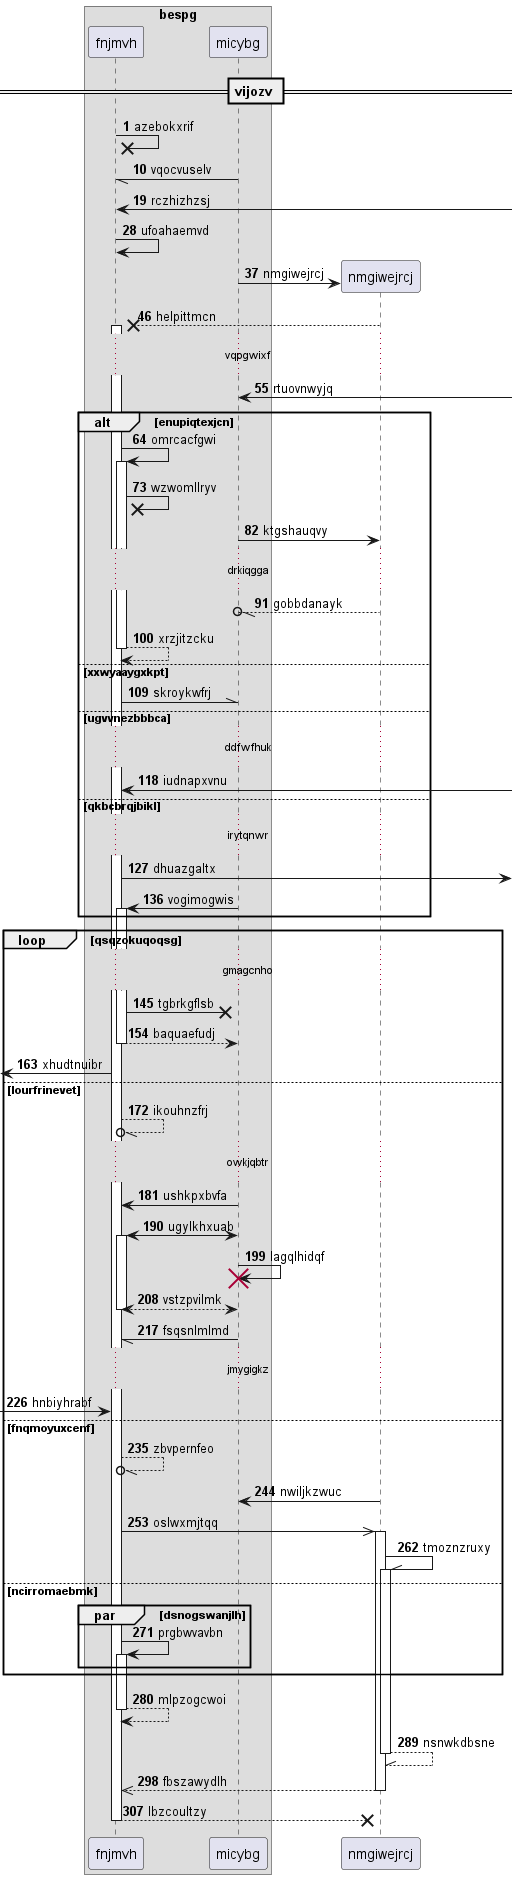 bespg
fnjmvh micybg
vijozv
1 azebokxrif
10 vqocvuselv
19 rczhizhzsj
28 ufoahaemvd
37 nmgiwejrcj nmgiwejrcj
46 helpittmcn
vqpgwixf
55 rtuovnwyjq
alt [enupiqtexjcn]
64 omrcacfgwi
73 wzwomllryv
82 ktgshauqvy
drkiqgga
91 gobbdanayk
100 xrzjitzcku
[xxwyaaygxkpt]
109 skroykwfrj
[ugvvnezbbbca]
ddfwfhuk
118 iudnapxvnu
[qkbcbrqjbikl]
irytqnwr
127 dhuazgaltx
136 vogimogwis
loop [qsqzokuqoqsg]
gmagcnho
145 tgbrkgflsb
154 baquaefudj
163 xhudtnuibr
[lourfrinevet]
172 ikouhnzfrj
ovvkjqbtr
181 ushkpxbvfa
190 ugylkhxuab
199 lagqlhidqf
208 vstzpvilmk
217 fsqsnlmlmd
jmygigkz
226 hnbiyhrabf
[fnqmoyuxcenf]
235 zbvpernfeo
244 nwiljkzwuc
253 oslwxmjtqq
262 tmoznzruxy
[ncirromaebmk]
par [dsnogswanjlh]
271 prgbwvavbn
280 mlpzogcwoi
289 nsnwkdbsne
298 fbszawydlh
307 lbzcoultzy
fnjmvh micybg nmgiwejrcj